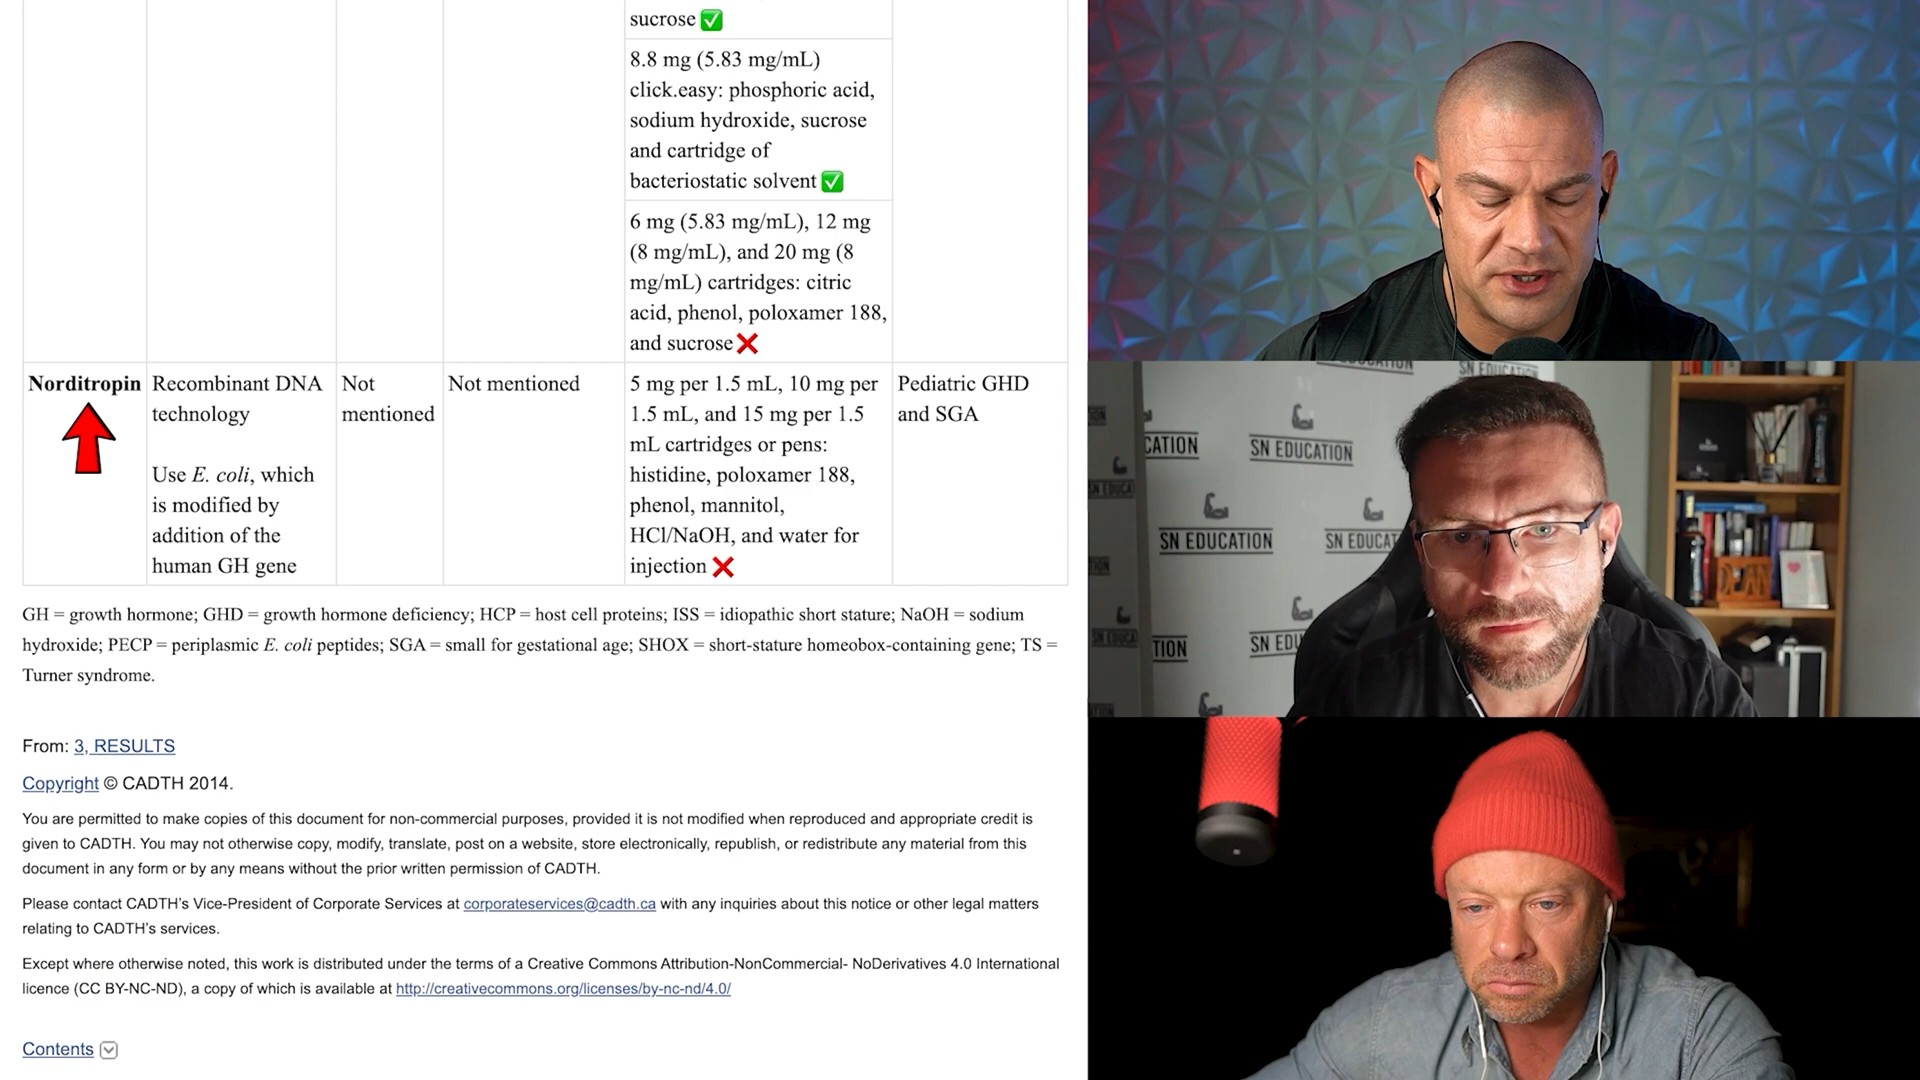 sucrose ✅
8.8 mg (5.83 mg/mL)
click.easy: phosphoric acid,
sodium hydroxide, sucrose
and cartridge of
bacteriostatic solvent ✅
6 mg (5.83 mg/mL), 12 mg
(8 mg/mL), and 20 mg (8
mg/mL) cartridges: citric
acid, phenol, poloxamer 188,
and sucrose ❌
Norditropin
Recombinant DNA
technology
Use E. coli, which
is modified by
addition of the
human GH gene
Not
mentioned
Not mentioned
5 mg per 1.5 mL, 10 mg per
1.5 mL, and 15 mg per 1.5
mL cartridges or pens:
histidine, poloxamer 188,
phenol, mannitol,
HCl/NaOH, and water for
injection ❌
Pediatric GHD
and SGA
GH = growth hormone; GHD = growth hormone deficiency; HCP = host cell proteins; ISS = idiopathic short stature; NaOH = sodium
hydroxide; PECP = periplasmic E. coli peptides; SGA = small for gestational age; SHOX = short-stature homeobox-containing gene; TS =
Turner syndrome.
From: 3, RESULTS
Copyright © CADTH 2014.
You are permitted to make copies of this document for non-commercial purposes, provided it is not modified when reproduced and appropriate credit is
given to CADTH. You may not otherwise copy, modify, translate, post on a website, store electronically, republish, or redistribute any material from this
document in any form or by any means without the prior written permission of CADTH.
Please contact CADTH's Vice-President of Corporate Services at corporateservices@cadth.ca with any inquiries about this notice or other legal matters
relating to CADTH's services.
Except where otherwise noted, this work is distributed under the terms of a Creative Commons Attribution-NonCommercial- NoDerivatives 4.0 International
licence (CC BY-NC-ND), a copy of which is available at http://creativecommons.org/licenses/by-nc-nd/4.0/
Contents
SN EDUCATION
CATION
SN EDUCATION
SN EDUCATION
SN EDUCAT
TION
SN EDU
DEAN